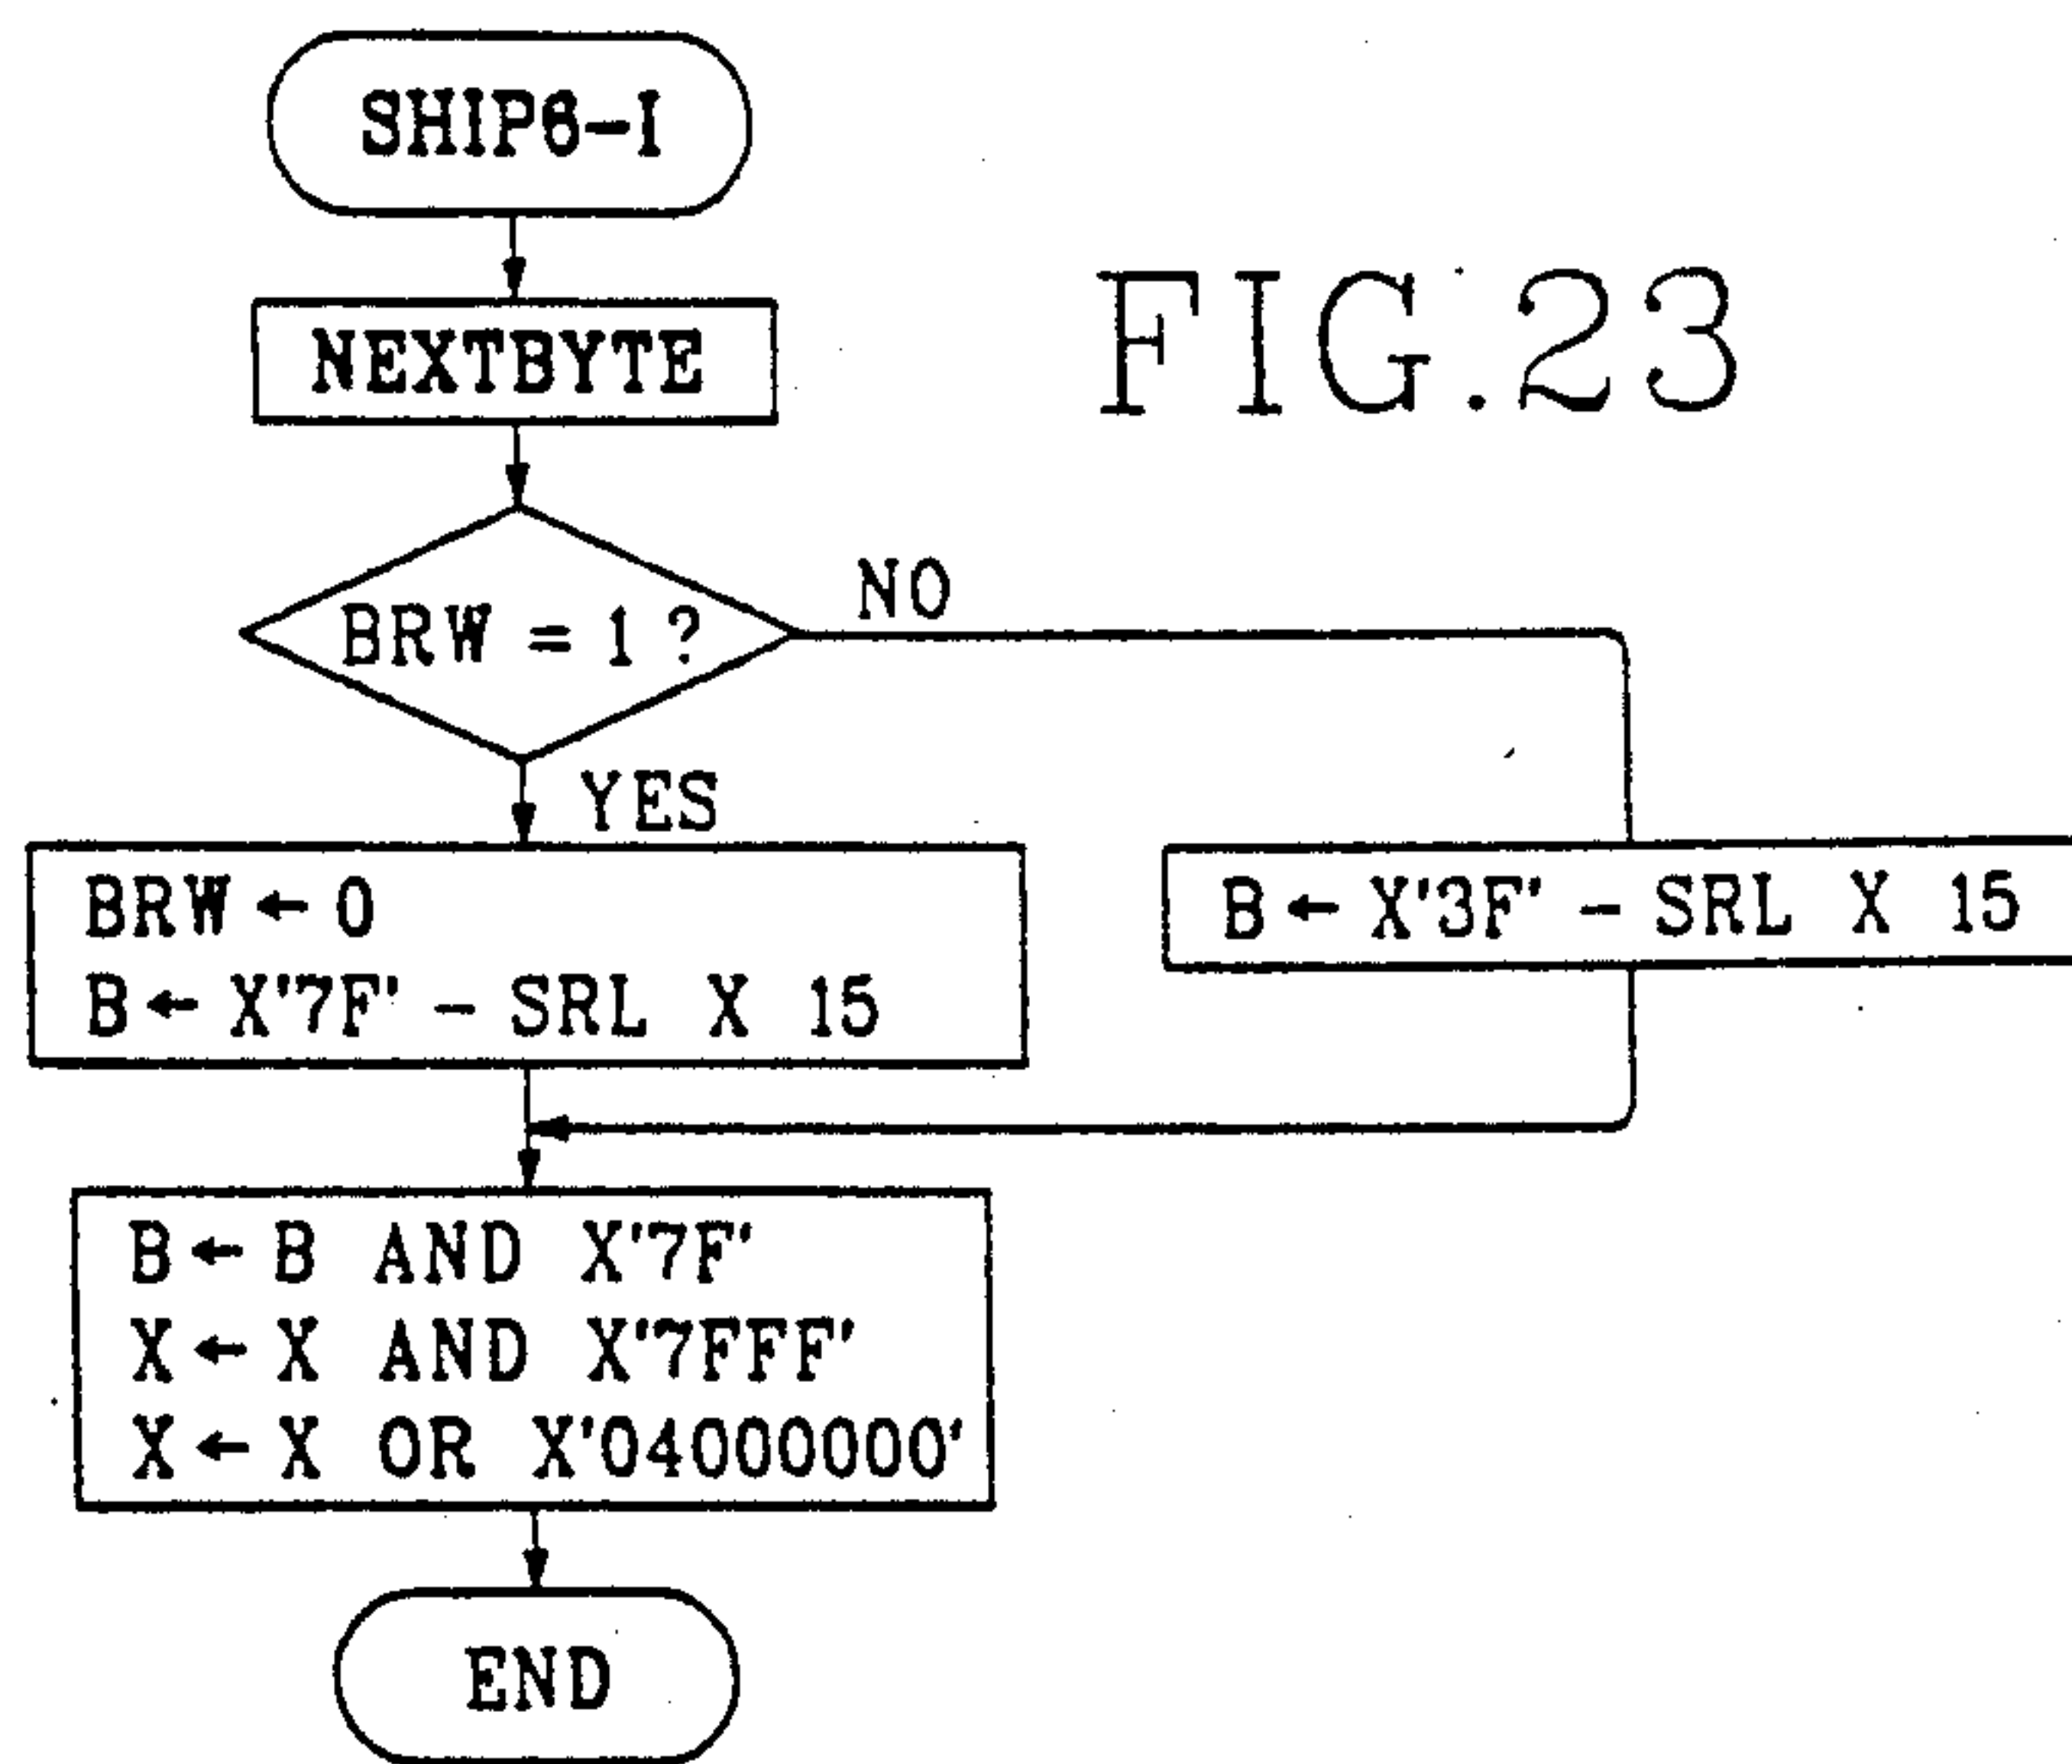 SHIP6-I
NEXTBYTE
FIG.23
BRW = 1 ?
NO
YES
BRW ← 0
B ← X'7F' - SRL X 15
B ← X'3F' - SRL X 15
B ← B AND X'7F'
X ← X AND X'7FFF'
X ← X OR X'04000000'
END